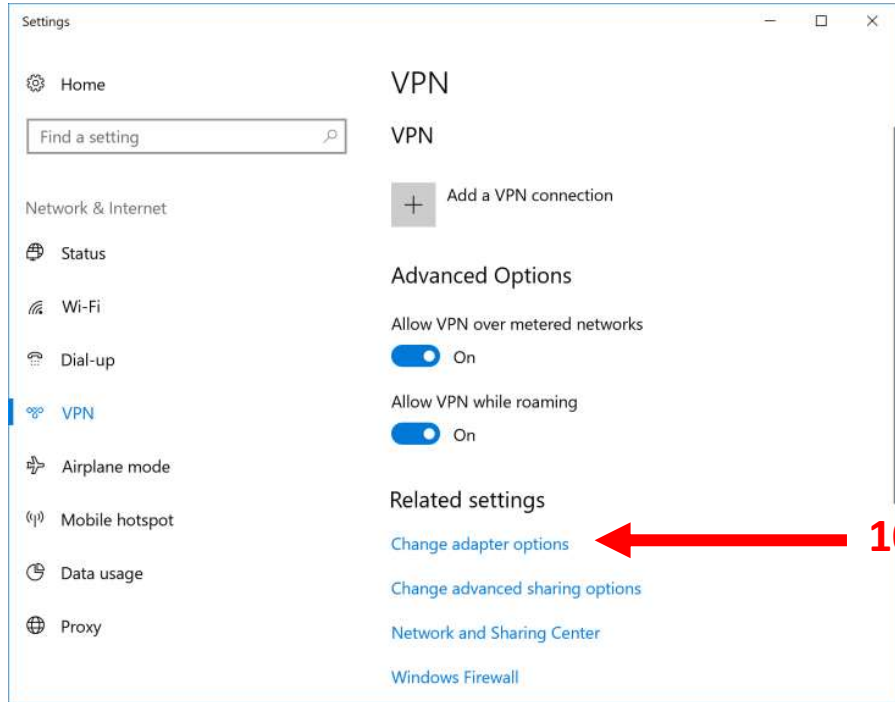 Settings
Home
Find a setting
Network & Internet
Status
Wi-Fi
Dial-up
VPN
Airplane mode
Mobile hotspot
Data usage
Proxy
VPN
VPN
Add a VPN connection
Advanced Options
Allow VPN over metered networks
On
Allow VPN while roaming
On
Related settings
Change adapter options
Change advanced sharing options
Network and Sharing Center
Windows Firewall